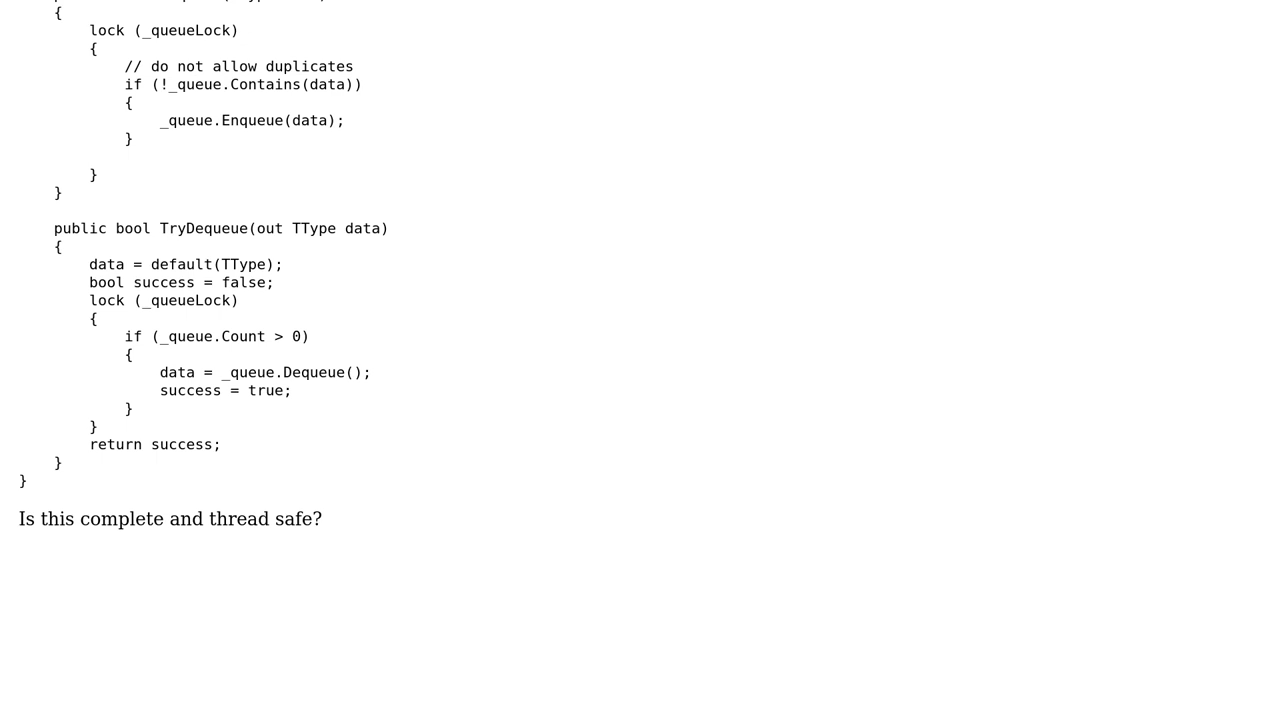 {
lock (_queueLock)
{
// do not allow duplicates
if (!_queue.Contains(data))
{
_queue.Enqueue(data);
}
}
}
public bool TryDequeue(out TType data)
{
data = default(TType);
bool success = false;
lock (_queueLock)
{
if (_queue.Count > 0)
{
data = _queue.Dequeue();
success = true;
}
}
return success;
}
}
Is this complete and thread safe?